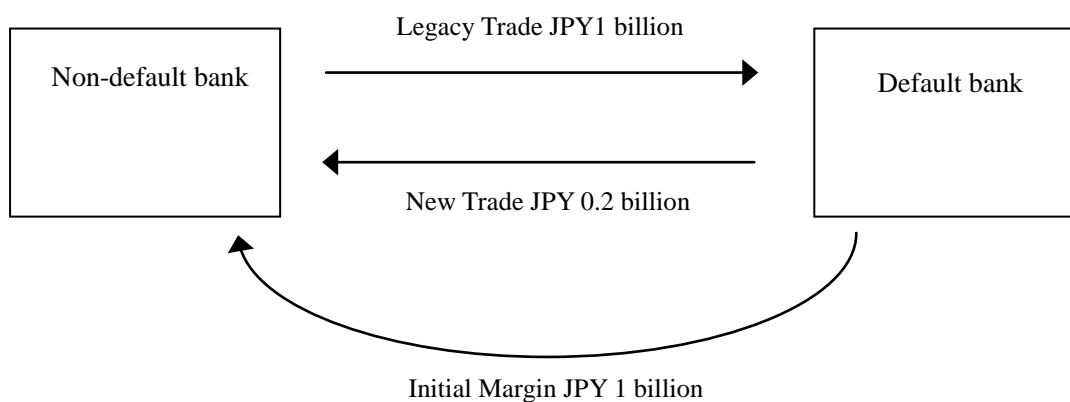 Legacy Trade JPY1 billion
Non-default bank
Default bank
New Trade JPY 0.2 billion
Initial Margin JPY 1 billion